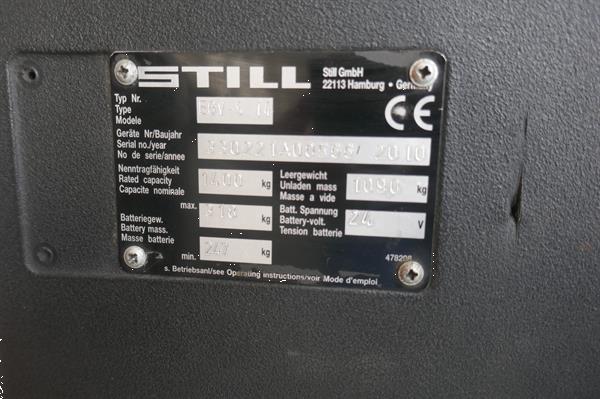 STILL
Still GmbH
22113 Hamburg • Germany
Typ Nr.
Type
Modele
CE
Geräte Nr/Baujahr
Serial no./year
No de serie/annee
2010
Nenntragfähigkeit
Rated capacity
Capacite nominale
1400 kg
Leergewicht
Unladen mass
Masse a vide
1090 kg
Batteriegew.
Battery mass.
Masse batterie
max. kg
min. 247 kg
Batt. Spannung
Battery-volt.
Tension batterie
24 V
478208
s. Betriebsanl/see Operating instructions/voir Mode d'emploi